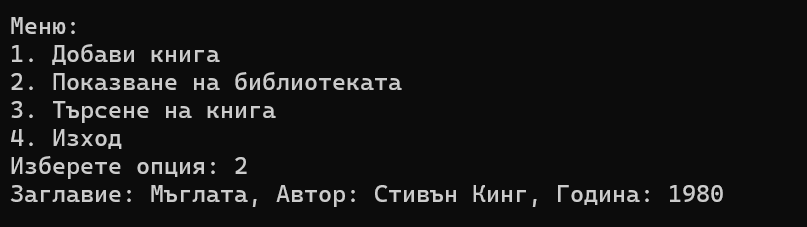 Меню:
1. Добави книга
2. Показване на библиотеката
3. Търсене на книга
4. Изход
Изберете опция: 2
Заглавие: Мъглата, Автор: Стивън Кинг, Година: 1980